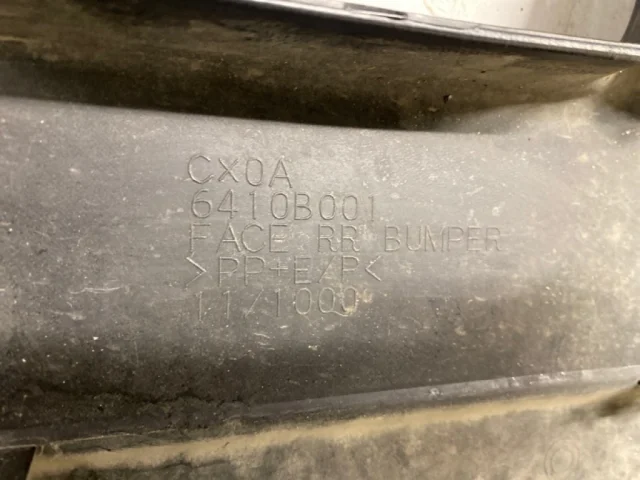 CX0A
6410B001
FACE RR BUMPER
>PP+E/P<
11/1000